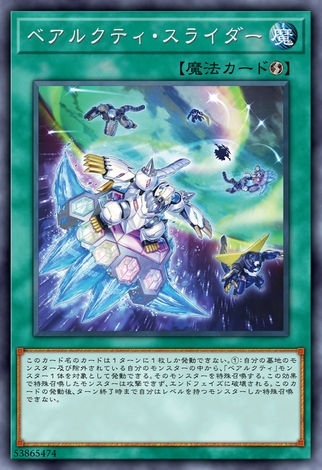 ベアルクティ・スライダー 魔
【魔法カード】
このカード名のカードは1ターンに1枚しか発動できない。①:自分の墓地のモ
ンスター及び除外されている自分のモンスターの中から、「ベアルクティ」モン
スター1体を対象として発動できる。そのモンスターを特殊召喚する。この効果
で特殊召喚したモンスターは攻撃できず、エンドフェイズに破壊される。このカ
ードの発動後、ターン終了時まで自分はレベルを持つモンスターしか特殊召喚
できない。
53865474